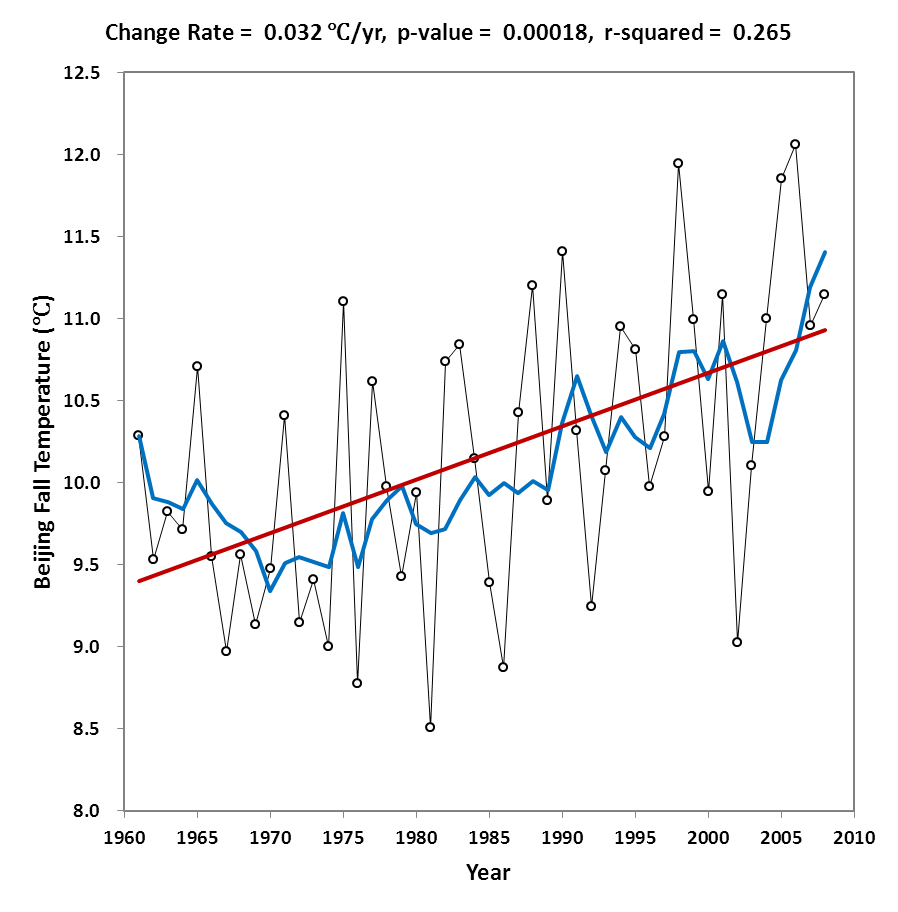 Change Rate = 0.032 ℃/yr, p-value = 0.00018, r-squared = 0.265
12.5
12.0
11.5
11.0
10.5
10.0
9.5
9.0
8.5
8.0
Beijing Fall Temperature (℃)
1960 1965 1970 1975 1980 1985 1990 1995 2000 2005 2010
Year